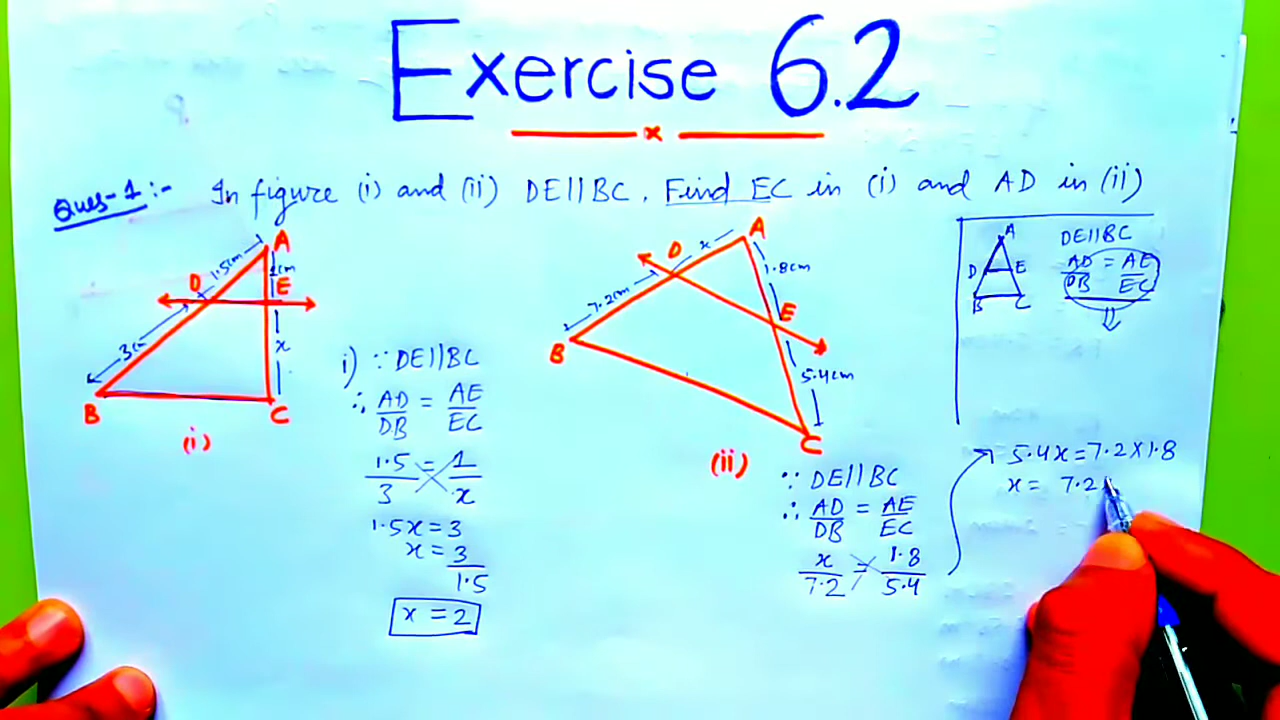 Exercise 6.2
x
Ques-1:- In figure (i) and (ii) DE||BC. Find EC in (i) and AD in (ii)
A
1.5cm
1cm
D
E
3c
x
B
C
(i)
i) ∵ DE||BC
∴ AD/DB = AE/EC
1.5/3 = 1/x
1.5x = 3
x = 3/1.5
x = 2
A
x
D
1.8cm
7.2cm
E
B
5.4cm
C
(ii)
∵ DE||BC
∴ AD/DB = AE/EC
x/7.2 = 1.8/5.4
A
D
E
B
C
DE||BC
AD/DB = AE/EC
5.4x = 7.2×1.8
x = 7.2